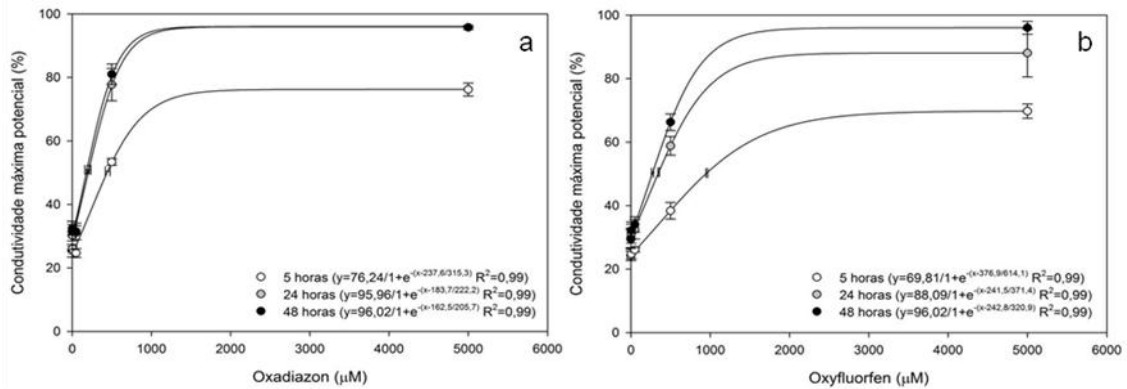 Condutividade máxima potencial (%)
100
80
60
40
20
0
a
5 horas (y=76,24/1+e^-(x-237,6/315,3) R²=0,99)
24 horas (y=95,96/1+e^-(x-183,7/222,2) R²=0,99)
48 horas (y=96,02/1+e^-(x-162,5/205,7) R²=0,99)
0 1000 2000 3000 4000 5000 6000
Oxadiazon (µM)
Condutividade máxima potencial (%)
100
80
60
40
20
0
b
5 horas (y=69,81/1+e^-(x-376,9/614,1) R²=0,99)
24 horas (y=88,09/1+e^-(x-241,5/371,4) R²=0,99)
48 horas (y=96,02/1+e^-(x-242,8/320,9) R²=0,99)
0 1000 2000 3000 4000 5000 6000
Oxyfluorfen (µM)